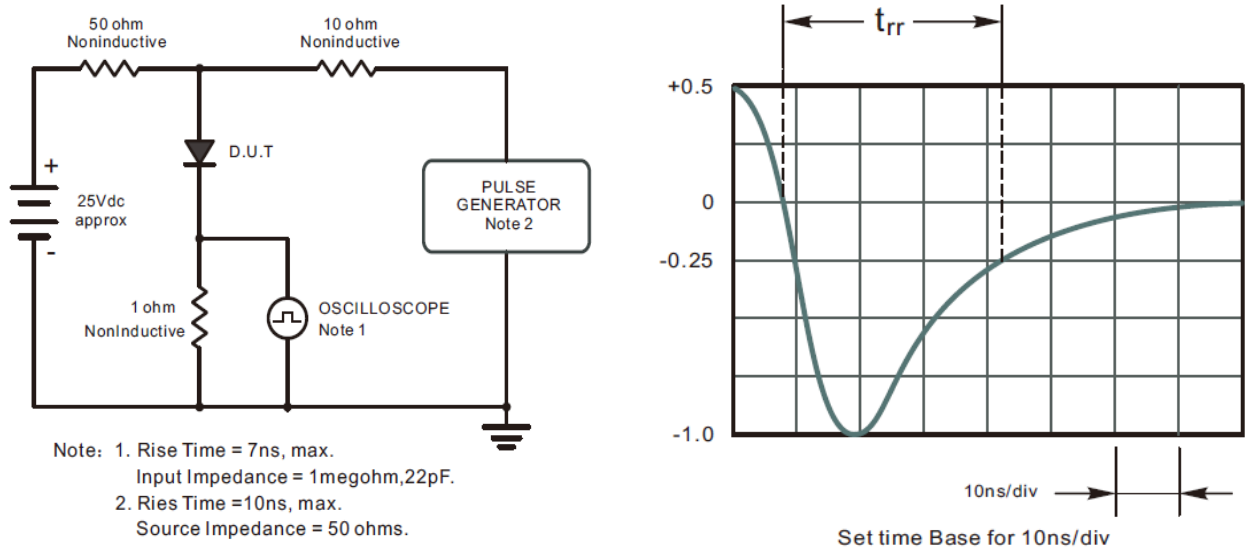 50 ohm
Noninductive
10 ohm
Noninductive
+
25Vdc
approx
-
D.U.T
PULSE
GENERATOR
Note 2
1 ohm
NonInductive
OSCILLOSCOPE
Note 1
Note: 1. Rise Time = 7ns, max.
Input Impedance = 1megohm,22pF.
2. Ries Time =10ns, max.
Source Impedance = 50 ohms.
trr
+0.5
0
-0.25
-1.0
10ns/div
Set time Base for 10ns/div